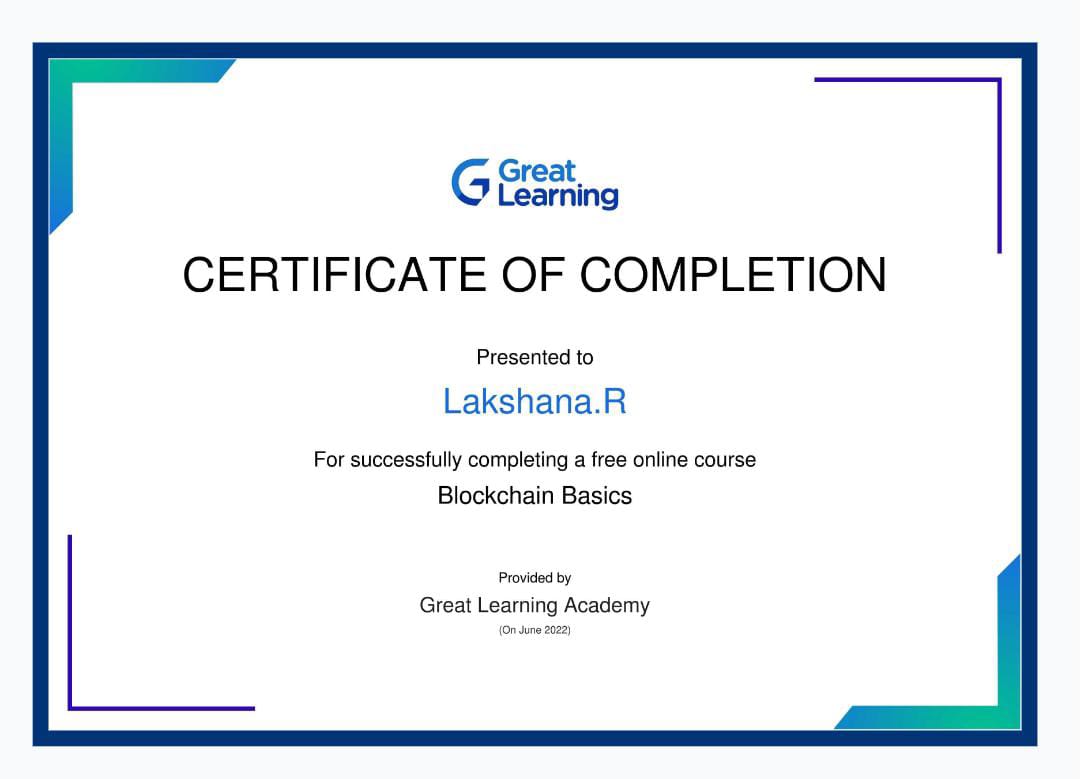 Great
Learning
CERTIFICATE OF COMPLETION
Presented to
Lakshana.R
For successfully completing a free online course
Blockchain Basics
Provided by
Great Learning Academy
(On June 2022)